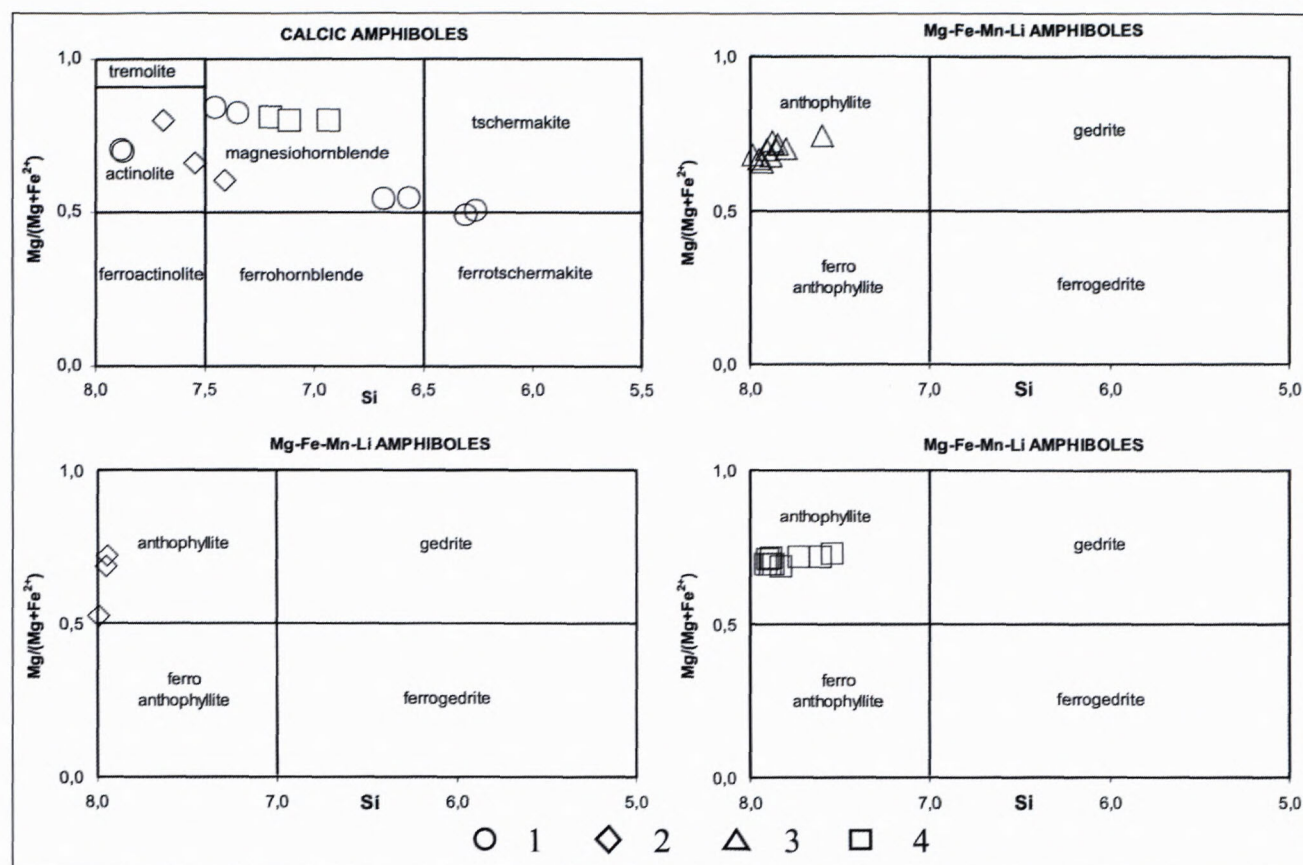 CALCIC AMPHIBOLES
Mg/(Mg+Fe²⁺)
1,0
0,5
0,0
tremolite
actinolite
magnesiohornblende
tschermakite
ferroactinolite
ferrohornblende
ferrotschermakite
8,0 7,5 7,0 6,5 6,0 5,5
Si
Mg-Fe-Mn-Li AMPHIBOLES
Mg/(Mg+Fe²⁺)
1,0
0,5
0,0
anthophyllite
gedrite
ferro
anthophyllite
ferrogedrite
8,0 7,0 Si 6,0 5,0
Mg-Fe-Mn-Li AMPHIBOLES
Mg/(Mg+Fe²⁺)
1,0
0,5
0,0
anthophyllite
gedrite
ferro
anthophyllite
ferrogedrite
8,0 7,0 Si 6,0 5,0
Mg-Fe-Mn-Li AMPHIBOLES
Mg/(Mg+Fe²⁺)
1,0
0,5
0,0
anthophyllite
gedrite
ferro
anthophyllite
ferrogedrite
8,0 7,0 Si 6,0 5,0
1 2 3 4